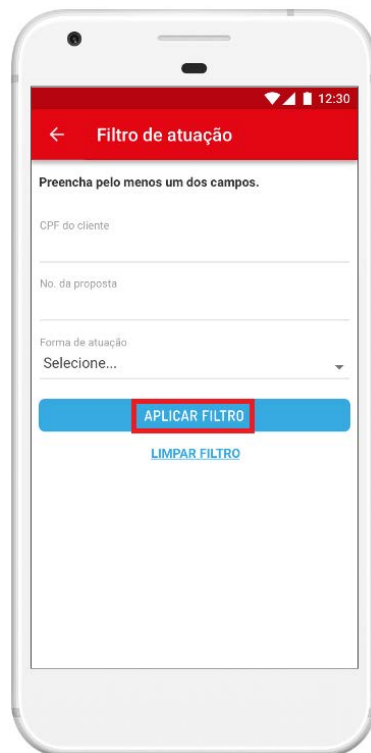 12:30
Filtro de atuação
Preencha pelo menos um dos campos.
CPF do cliente
No. da proposta
Forma de atuação
Selecione...
APLICAR FILTRO
LIMPAR FILTRO